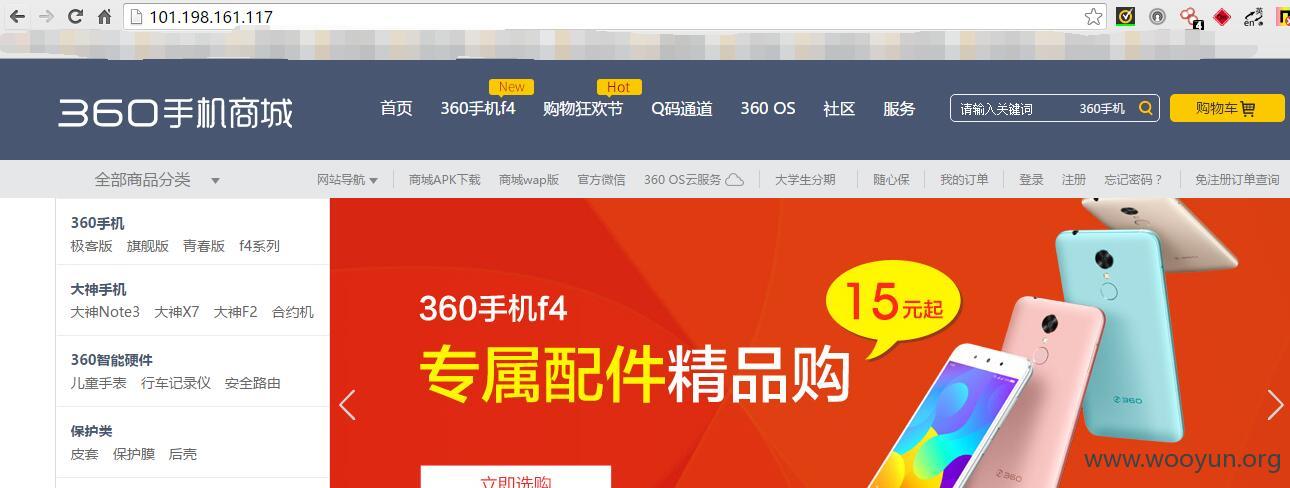 101.198.161.117
4
英
en
360手机商城
首页 360手机f4 New 购物狂欢节 Hot Q码通道 360 OS 社区 服务
请输入关键词 360手机 购物车
全部商品分类 网站导航 商城APK下载 商城wap版 官方微信 360 OS云服务 大学生分期 随心保 我的订单 登录 注册 忘记密码？ 免注册订单查询
360手机
极客版 旗舰版 青春版 f4系列
大神手机
大神Note3 大神X7 大神F2 合约机
360智能硬件
儿童手表 行车记录仪 安全路由
保护类
皮套 保护膜 后壳
360手机f4
专属配件精品购
15元起
立即选购
360
360
www.wooyun.org